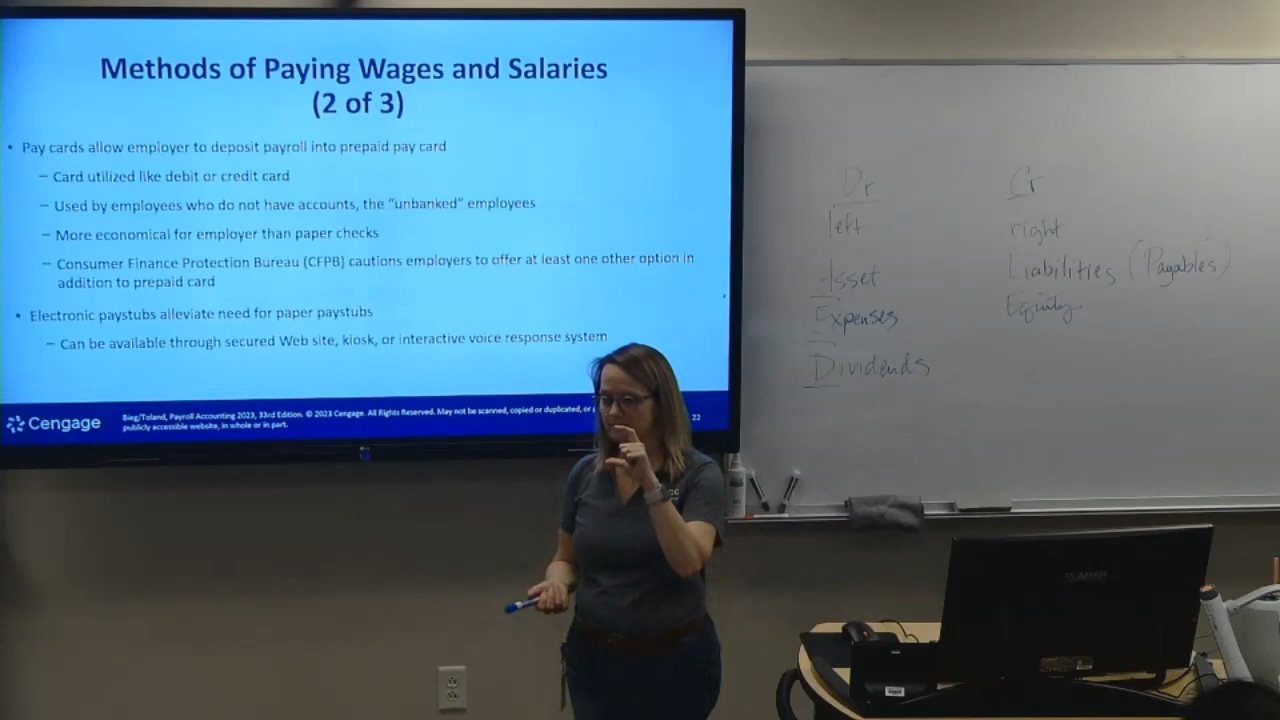 Methods of Paying Wages and Salaries
(2 of 3)
• Pay cards allow employer to deposit payroll into prepaid pay card
– Card utilized like debit or credit card
– Used by employees who do not have accounts, the “unbanked” employees
– More economical for employer than paper checks
– Consumer Finance Protection Bureau (CFPB) cautions employers to offer at least one other option in
addition to prepaid card
• Electronic paystubs alleviate need for paper paystubs
– Can be available through secured Web site, kiosk, or interactive voice response system
Cengage
Bieg/Toland, Payroll Accounting 2023, 33rd Edition. © 2023 Cengage. All Rights Reserved. May not be scanned, copied or duplicated, or
publicly accessible website, in whole or in part.
22
Dr Cr
left right
Asset Liabilities (Payables)
Expenses Equity
Dividends